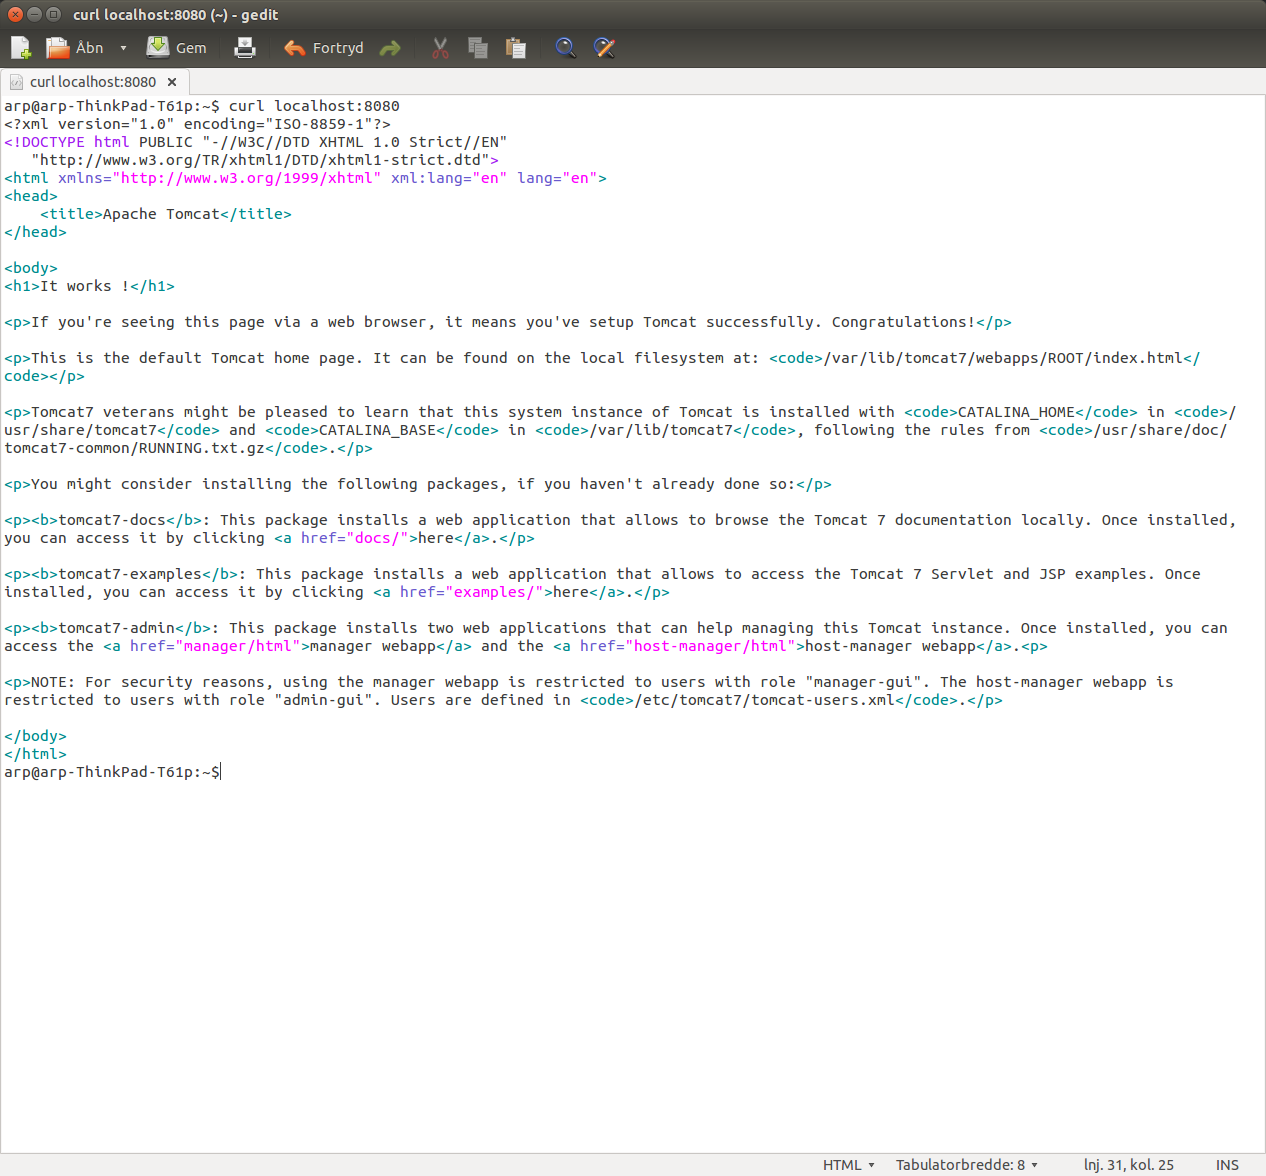 curl localhost:8080 (~) - gedit
Åbn Gem Fortryd
curl localhost:8080
arp@arp-ThinkPad-T61p:~$ curl localhost:8080
<?xml version="1.0" encoding="ISO-8859-1"?>
<!DOCTYPE html PUBLIC "-//W3C//DTD XHTML 1.0 Strict//EN"
   "http://www.w3.org/TR/xhtml1/DTD/xhtml1-strict.dtd">
<html xmlns="http://www.w3.org/1999/xhtml" xml:lang="en" lang="en">
<head>
    <title>Apache Tomcat</title>
</head>

<body>
<h1>It works !</h1>

<p>If you're seeing this page via a web browser, it means you've setup Tomcat successfully. Congratulations!</p>

<p>This is the default Tomcat home page. It can be found on the local filesystem at: <code>/var/lib/tomcat7/webapps/ROOT/index.html</
code></p>

<p>Tomcat7 veterans might be pleased to learn that this system instance of Tomcat is installed with <code>CATALINA_HOME</code> in <code>/
usr/share/tomcat7</code> and <code>CATALINA_BASE</code> in <code>/var/lib/tomcat7</code>, following the rules from <code>/usr/share/doc/
tomcat7-common/RUNNING.txt.gz</code>.</p>

<p>You might consider installing the following packages, if you haven't already done so:</p>

<p><b>tomcat7-docs</b>: This package installs a web application that allows to browse the Tomcat 7 documentation locally. Once installed,
you can access it by clicking <a href="docs/">here</a>.</p>

<p><b>tomcat7-examples</b>: This package installs a web application that allows to access the Tomcat 7 Servlet and JSP examples. Once
installed, you can access it by clicking <a href="examples/">here</a>.</p>

<p><b>tomcat7-admin</b>: This package installs two web applications that can help managing this Tomcat instance. Once installed, you can
access the <a href="manager/html">manager webapp</a> and the <a href="host-manager/html">host-manager webapp</a>.<p>

<p>NOTE: For security reasons, using the manager webapp is restricted to users with role "manager-gui". The host-manager webapp is
restricted to users with role "admin-gui". Users are defined in <code>/etc/tomcat7/tomcat-users.xml</code>.</p>

</body>
</html>
arp@arp-ThinkPad-T61p:~$
HTML Tabulatorbredde: 8 lnj. 31, kol. 25 INS